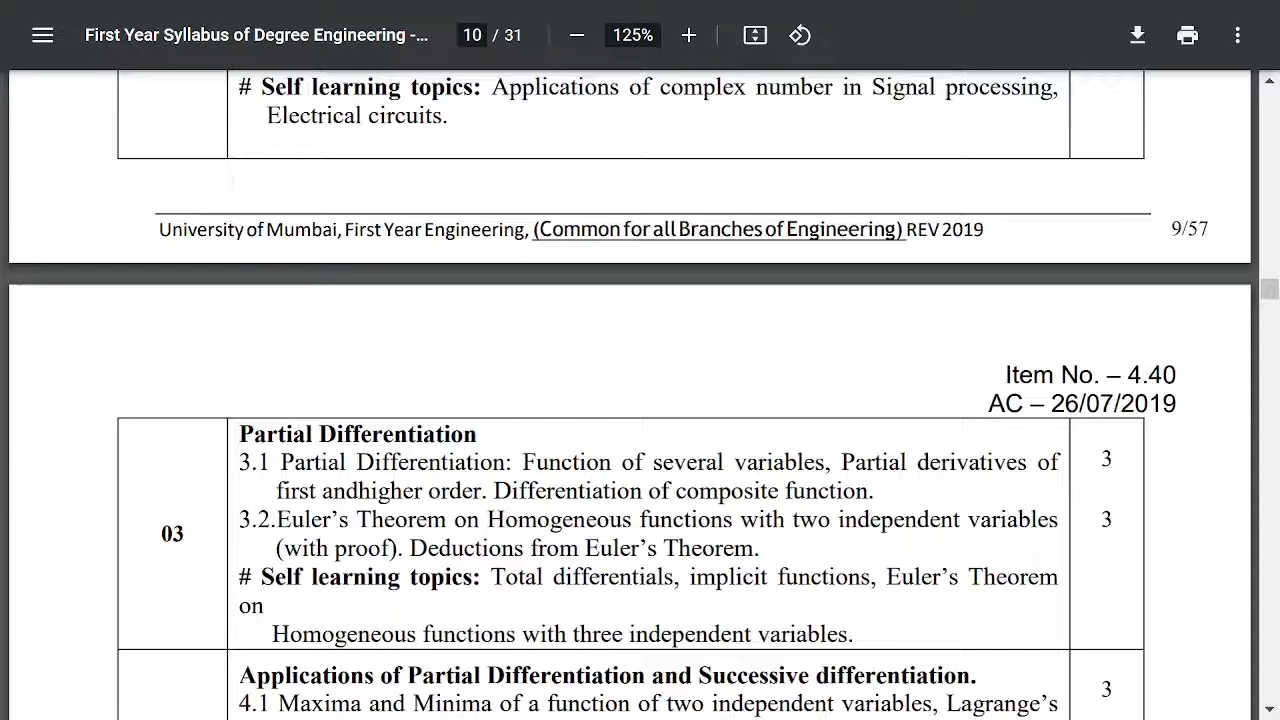 First Year Syllabus of Degree Engineering -... 10 / 31 125%
# Self learning topics: Applications of complex number in Signal processing,
Electrical circuits.
University of Mumbai, First Year Engineering, (Common for all Branches of Engineering) REV 2019 9/57
Item No. – 4.40
AC – 26/07/2019
Partial Differentiation
3.1 Partial Differentiation: Function of several variables, Partial derivatives of 3
first andhigher order. Differentiation of composite function.
3.2.Euler's Theorem on Homogeneous functions with two independent variables 3
03
(with proof). Deductions from Euler's Theorem.
# Self learning topics: Total differentials, implicit functions, Euler's Theorem
on
Homogeneous functions with three independent variables.
Applications of Partial Differentiation and Successive differentiation.
3
4.1 Maxima and Minima of a function of two independent variables, Lagrange's